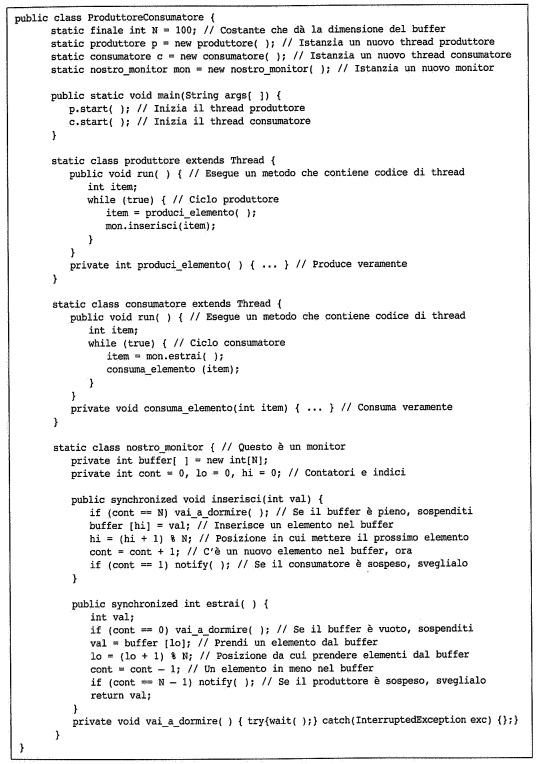 public class ProduttoreConsumatore {
static finale int N = 100; // Costante che dà la dimensione del buffer
static produttore p = new produttore( ); // Istanzia un nuovo thread produttore
static consumatore c = new consumatore( ); // Istanzia un nuovo thread consumatore
static nostro_monitor mon = new nostro_monitor( ); // Istanzia un nuovo monitor
public static void main(String args[ ]) {
p.start( ); // Inizia il thread produttore
c.start( ); // Inizia il thread consumatore
}
static class produttore extends Thread {
public void run( ) { // Esegue un metodo che contiene codice di thread
int item;
while (true) { // Ciclo produttore
item = produci_elemento( );
mon.inserisci(item);
}
}
private int produci_elemento( ) { ... } // Produce veramente
}
static class consumatore extends Thread {
public void run( ) { // Esegue un metodo che contiene codice di thread
int item;
while (true) { // Ciclo consumatore
item = mon.estrai( );
consuma_elemento (item);
}
}
private void consuma_elemento(int item) { ... } // Consuma veramente
}
static class nostro_monitor { // Questo è un monitor
private int buffer[ ] = new int[N];
private int cont = 0, lo = 0, hi = 0; // Contatori e indici
public synchronized void inserisci(int val) {
if (cont == N) vai_a_dormire( ); // Se il buffer è pieno, sospenditi
buffer [hi] = val; // Inserisce un elemento nel buffer
hi = (hi + 1) % N; // Posizione in cui mettere il prossimo elemento
cont = cont + 1; // C'è un nuovo elemento nel buffer, ora
if (cont == 1) notify( ); // Se il consumatore è sospeso, sveglialo
}
public synchronized int estrai( ) {
int val;
if (cont == 0) vai_a_dormire( ); // Se il buffer è vuoto, sospenditi
val = buffer [lo]; // Prendi un elemento dal buffer
lo = (lo + 1) % N; // Posizione da cui prendere elementi dal buffer
cont = cont - 1; // Un elemento in meno nel buffer
if (cont == N - 1) notify( ); // Se il produttore è sospeso, sveglialo
return val;
}
private void vai_a_dormire( ) { try{wait( );} catch(InterruptedException exc) {};}
}
}